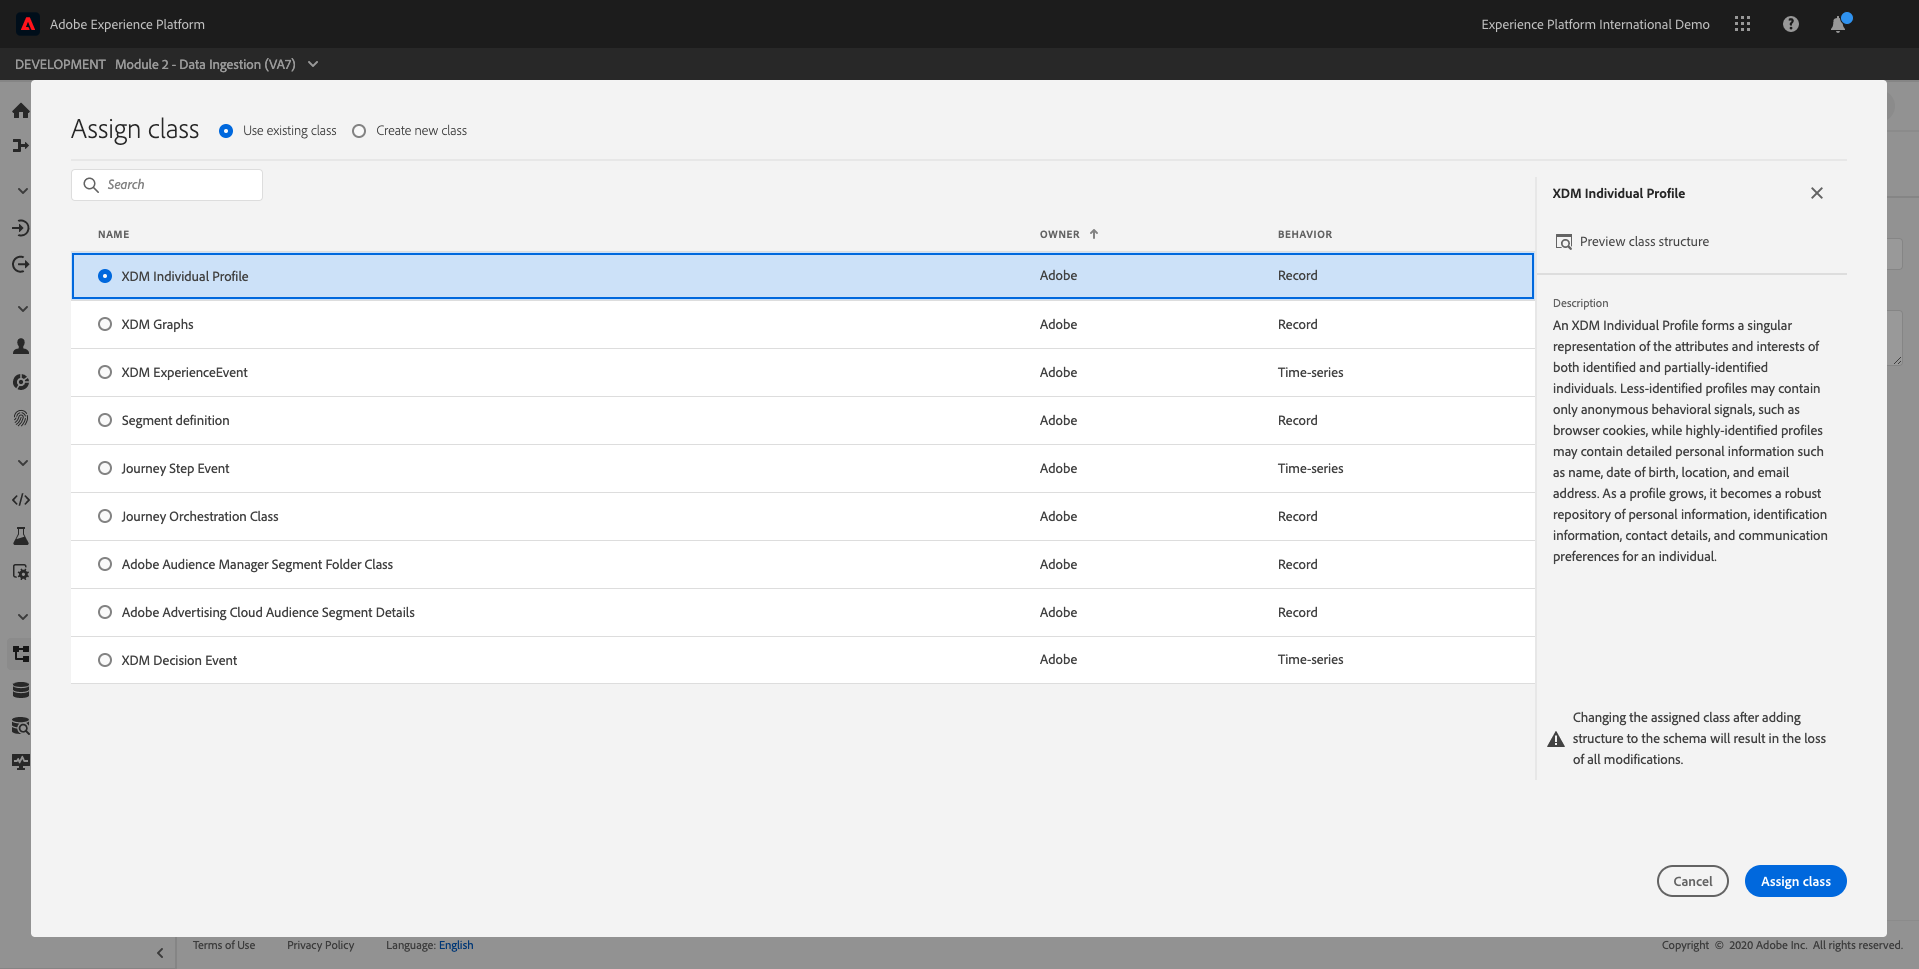 Adobe Experience Platform
Experience Platform International Demo
DEVELOPMENT Module 2 - Data Ingestion (VA7)
Assign class
Use existing class
Create new class
Search
NAME OWNER BEHAVIOR
XDM Individual Profile Adobe Record
XDM Graphs Adobe Record
XDM ExperienceEvent Adobe Time-series
Segment definition Adobe Record
Journey Step Event Adobe Time-series
Journey Orchestration Class Adobe Record
Adobe Audience Manager Segment Folder Class Adobe Record
Adobe Advertising Cloud Audience Segment Details Adobe Record
XDM Decision Event Adobe Time-series
XDM Individual Profile
Preview class structure
Description
An XDM Individual Profile forms a singular
representation of the attributes and interests of
both identified and partially-identified
individuals. Less-identified profiles may contain
only anonymous behavioral signals, such as
browser cookies, while highly-identified profiles
may contain detailed personal information such
as name, date of birth, location, and email
address. As a profile grows, it becomes a robust
repository of personal information, identification
information, contact details, and communication
preferences for an individual.
Changing the assigned class after adding
structure to the schema will result in the loss
of all modifications.
Cancel
Assign class
Terms of Use Privacy Policy Language: English
Copyright © 2020 Adobe Inc. All rights reserved.